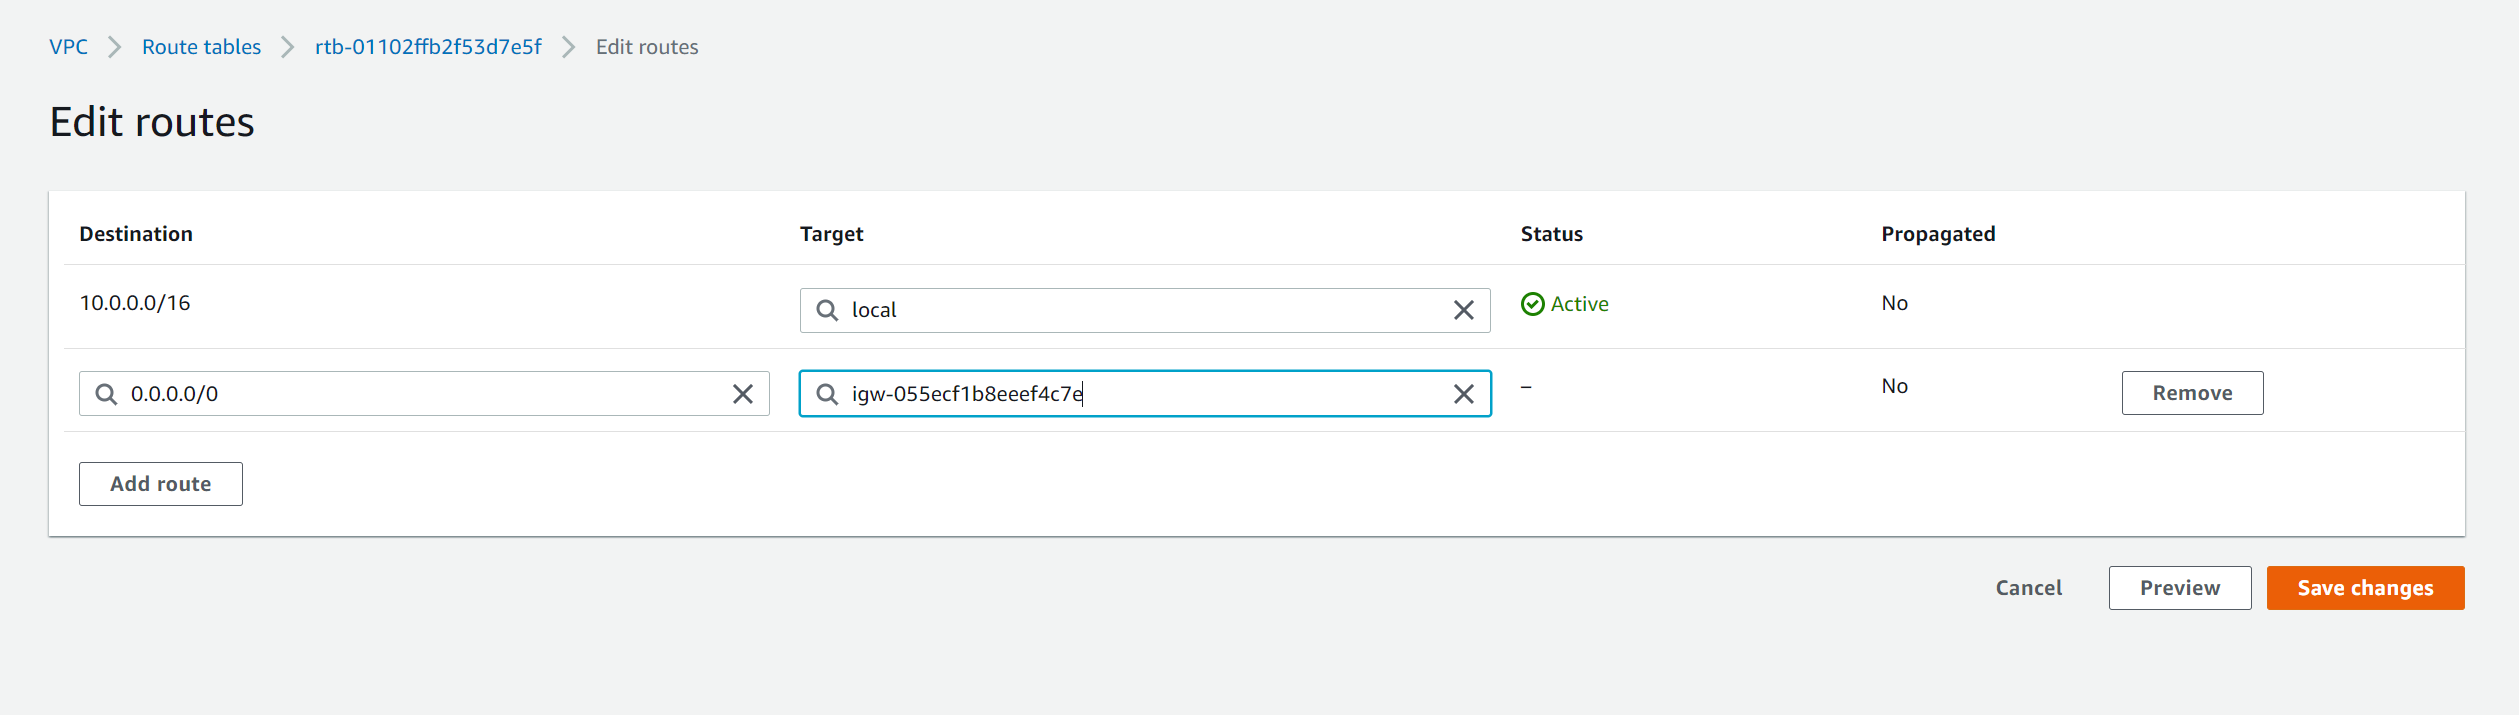 VPC > Route tables > rtb-01102ffb2f53d7e5f > Edit routes
Edit routes
Destination Target Status Propagated
10.0.0.0/16 local Active No
0.0.0.0/0 igw-055ecf1b8eeef4c7e – No Remove
Add route
Cancel Preview Save changes